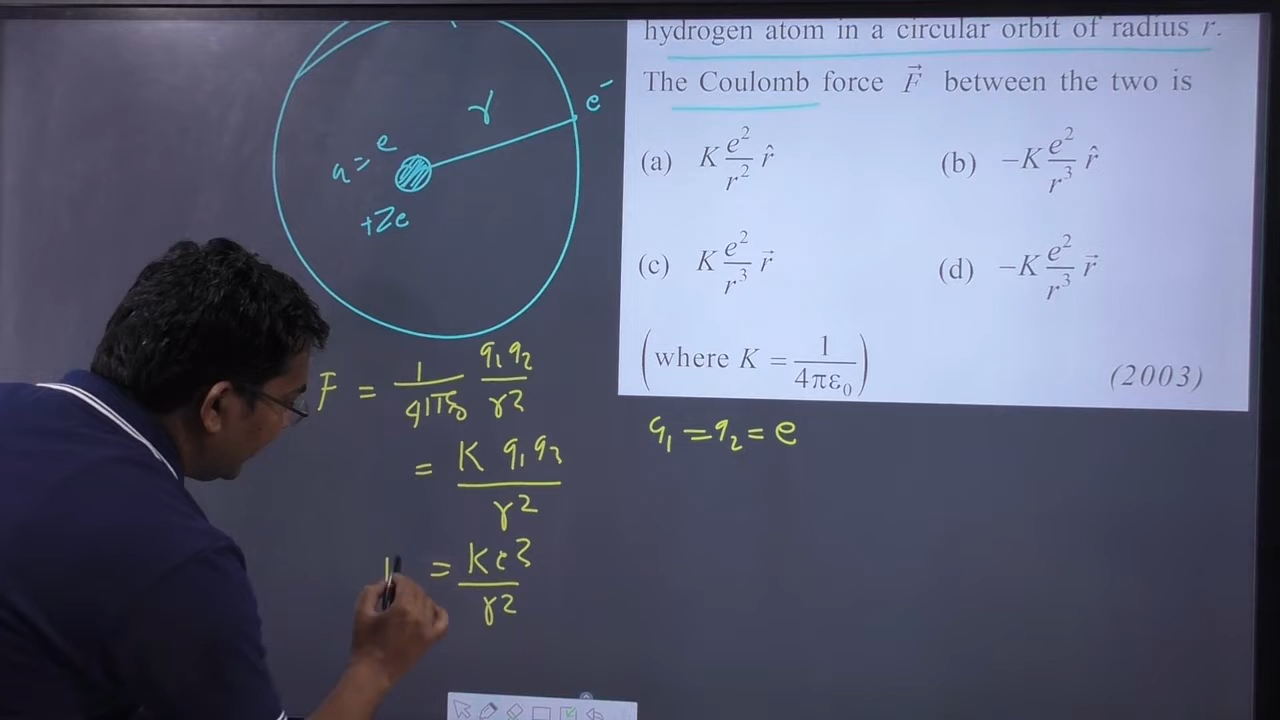 hydrogen atom in a circular orbit of radius r.
The Coulomb force F⃗ between the two is
(a) K e²/r² r̂
(b) −K e²/r³ r̂
(c) K e²/r³ r⃗
(d) −K e²/r³ r⃗
(where K = 1/4πε₀)
(2003)
r
e⁻
e
+Ze
F = 1/4πε₀ q₁q₂/r²
= K q₁q₂/r²
= Ke²/r²
q₁ = q₂ = e